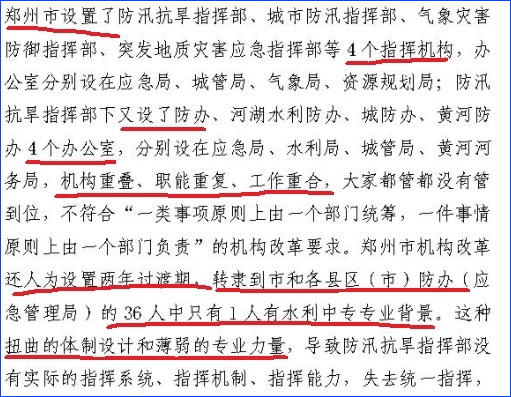 郑州市设置了防汛抗旱指挥部、城市防汛指挥部、气象灾害
防御指挥部、突发地质灾害应急指挥部等 4 个指挥机构，办
公室分别设在应急局、城管局、气象局、资源规划局；防汛
抗旱指挥部下又设了防办、河湖水利防办、城防办、黄河防
办 4 个办公室，分别设在应急局、水利局、城管局、黄河河
务局，机构重叠、职能重复、工作重合，大家都管都没有管
到位，不符合“一类事项原则上由一个部门统筹，一件事情
原则上由一个部门负责”的机构改革要求。郑州市机构改革
还人为设置两年过渡期，转隶到市和各县区（市）防办（应
急管理局）的 36 人中只有 1 人有水利中专专业背景。这种
扭曲的体制设计和薄弱的专业力量，导致防汛抗旱指挥部没
有实际的指挥系统、指挥机制、指挥能力，失去统一指挥，